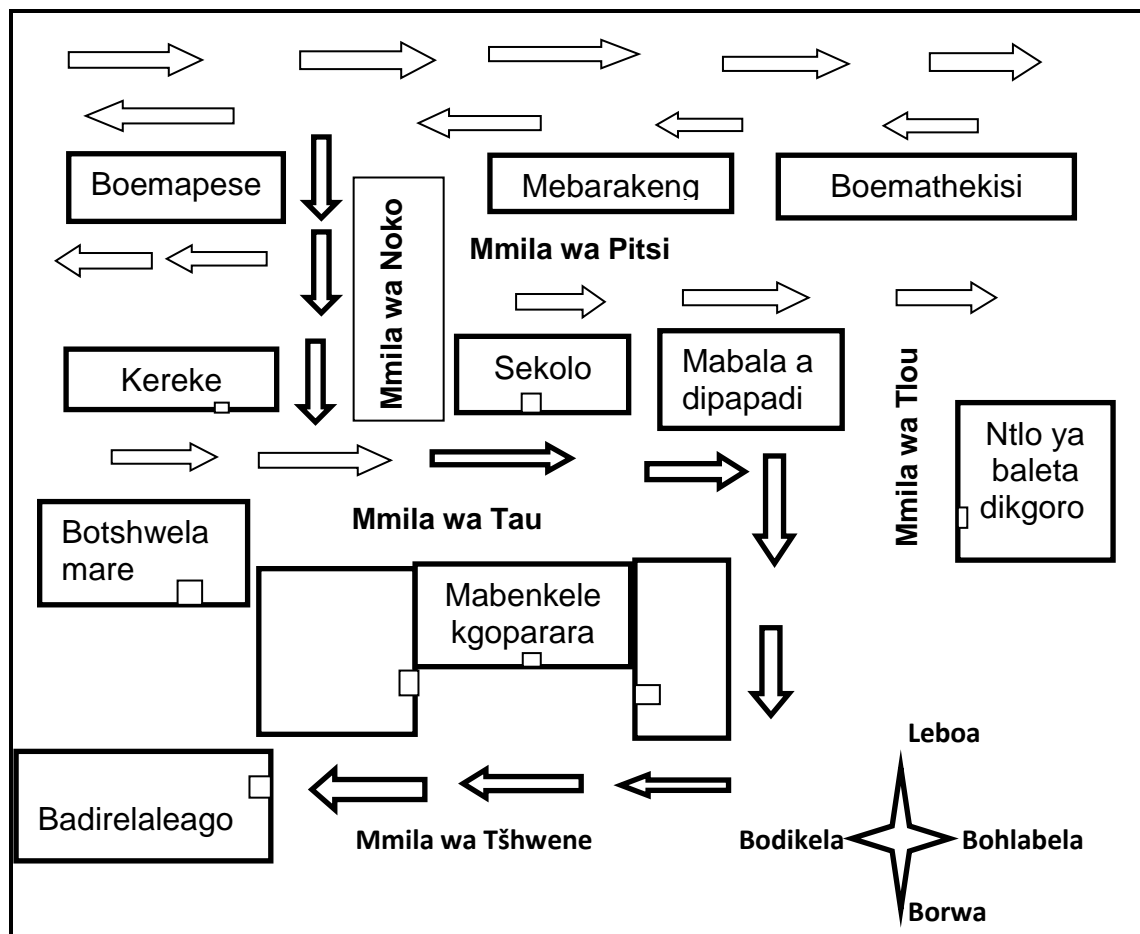 Boemapese
Mebarakeng
Boemathekisi
Mmila wa Noko
Mmila wa Pitsi
Kereke
Sekolo
Mabala a
dipapadi
Mmila wa Tlou
Ntlo ya
baleta
dikgoro
Mmila wa Tau
Botshwela
mare
Mabenkele
kgoparara
Leboa
Badirelaleago
Mmila wa Tšhwene
Bodikela
Bohlabela
Borwa